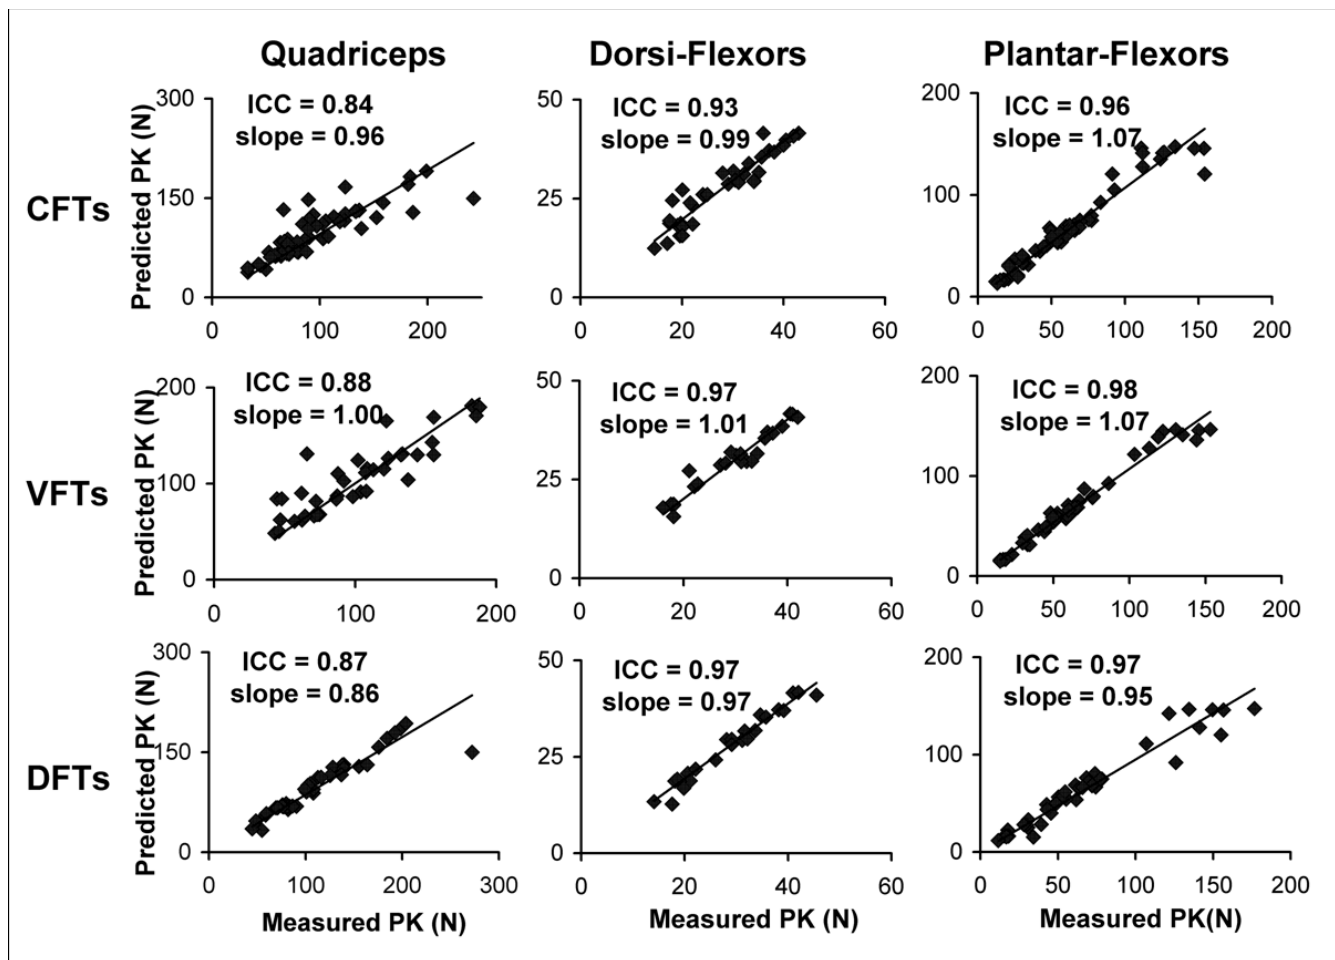 Quadriceps Dorsi-Flexors Plantar-Flexors
CFTs
Predicted PK (N)
300
150
0
0 100 200
ICC = 0.84
slope = 0.96
50
25
0
0 20 40 60
ICC = 0.93
slope = 0.99
200
100
0
0 50 100 150 200
ICC = 0.96
slope = 1.07
VFTs
Predicted PK (N)
200
100
0
0 100 200
ICC = 0.88
slope = 1.00
50
25
0
0 20 40 60
ICC = 0.97
slope = 1.01
200
100
0
0 50 100 150 200
ICC = 0.98
slope = 1.07
DFTs
Predicted PK (N)
300
150
0
0 100 200 300
ICC = 0.87
slope = 0.86
Measured PK (N)
50
25
0
0 20 40 60
ICC = 0.97
slope = 0.97
Measured PK (N)
200
100
0
0 50 100 150 200
ICC = 0.97
slope = 0.95
Measured PK(N)